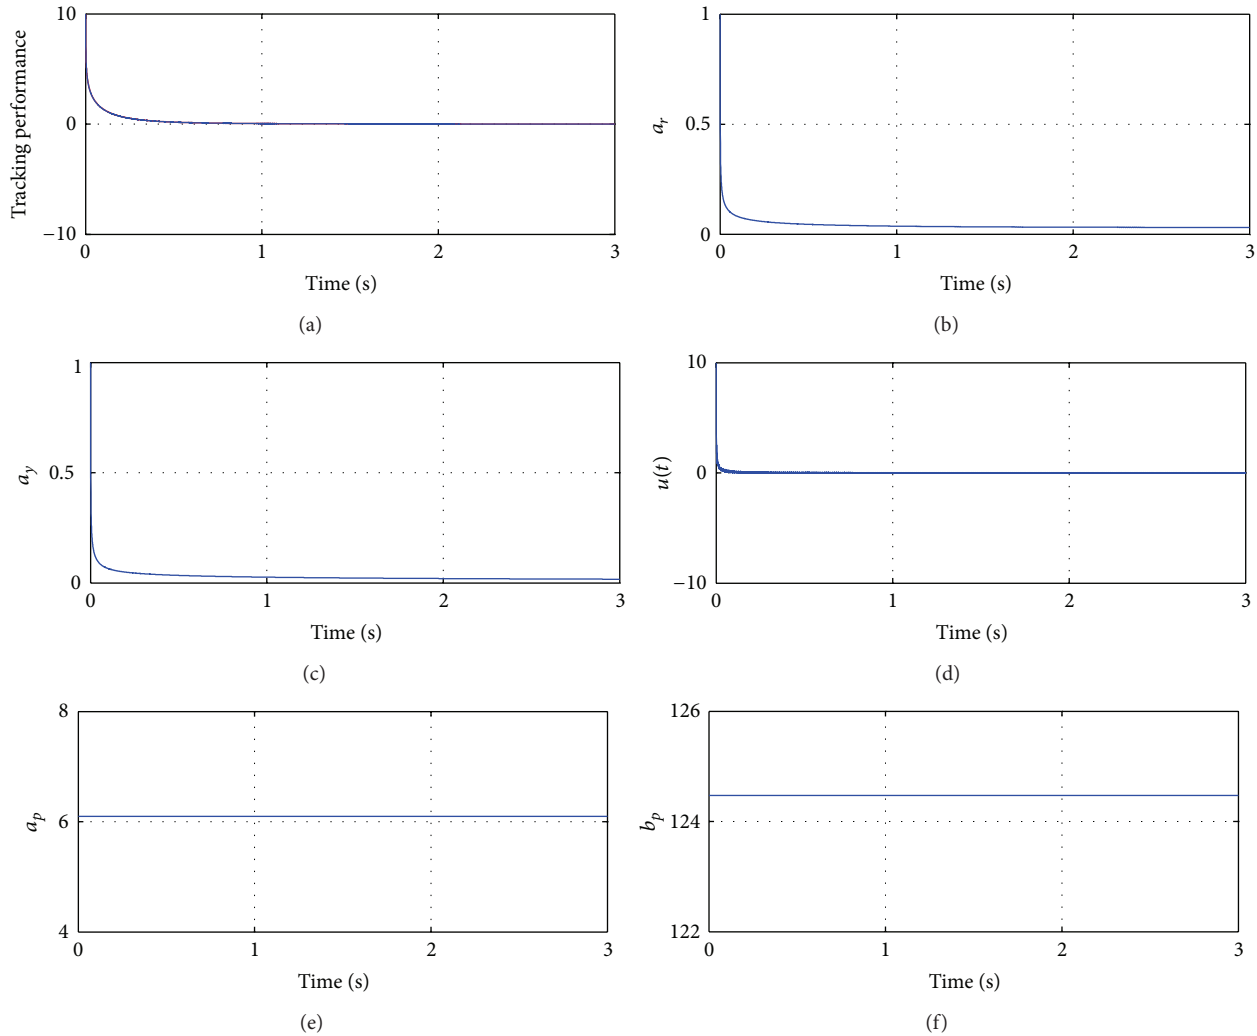 10
0
−10
Tracking performance
0 1 2 3
Time (s)
(a)
1
0.5
0
a_r
0 1 2 3
Time (s)
(b)
1
0.5
0
a_y
0 1 2 3
Time (s)
(c)
10
0
−10
u(t)
0 1 2 3
Time (s)
(d)
8
6
4
a_p
0 1 2 3
Time (s)
(e)
126
124
122
b_p
0 1 2 3
Time (s)
(f)